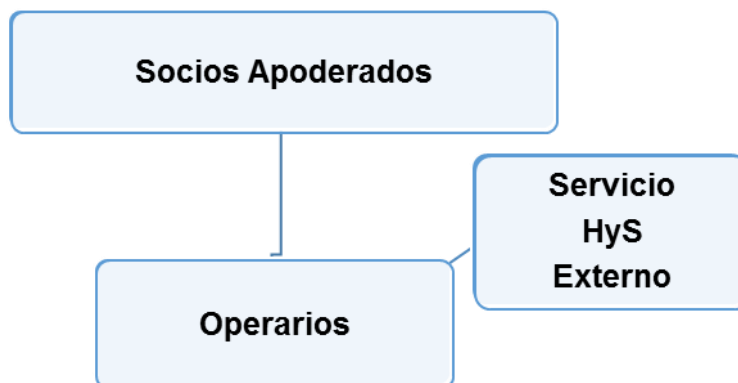 Socios Apoderados
Servicio
HyS
Externo
Operarios